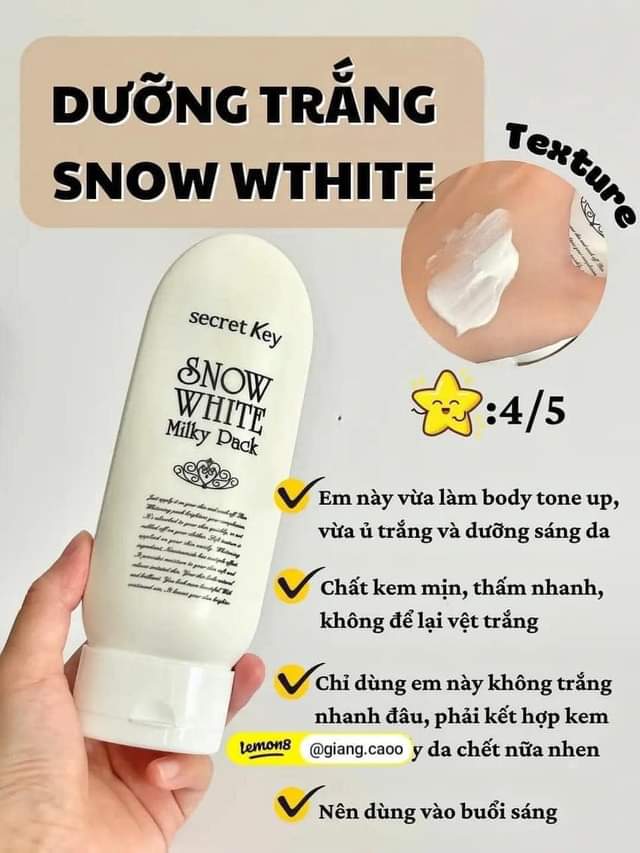 DƯỠNG TRẮNG
SNOW WTHITE
Texture
secret Key
SNOW
WHITE
Milky Pack
:4/5
Em này vừa làm body tone up,
vừa ủ trắng và dưỡng sáng da
Chất kem mịn, thấm nhanh,
không để lại vệt trắng
Chỉ dùng em này không trắng
nhanh đâu, phải kết hợp kem
lemon8 @giang.caoo y da chết nữa nhen
Nên dùng vào buổi sáng